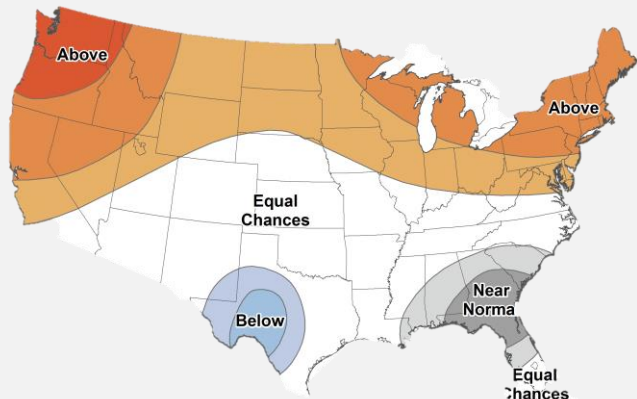 Above
Above
Equal
Chances
Below
Near
Norma
Equal
Chances